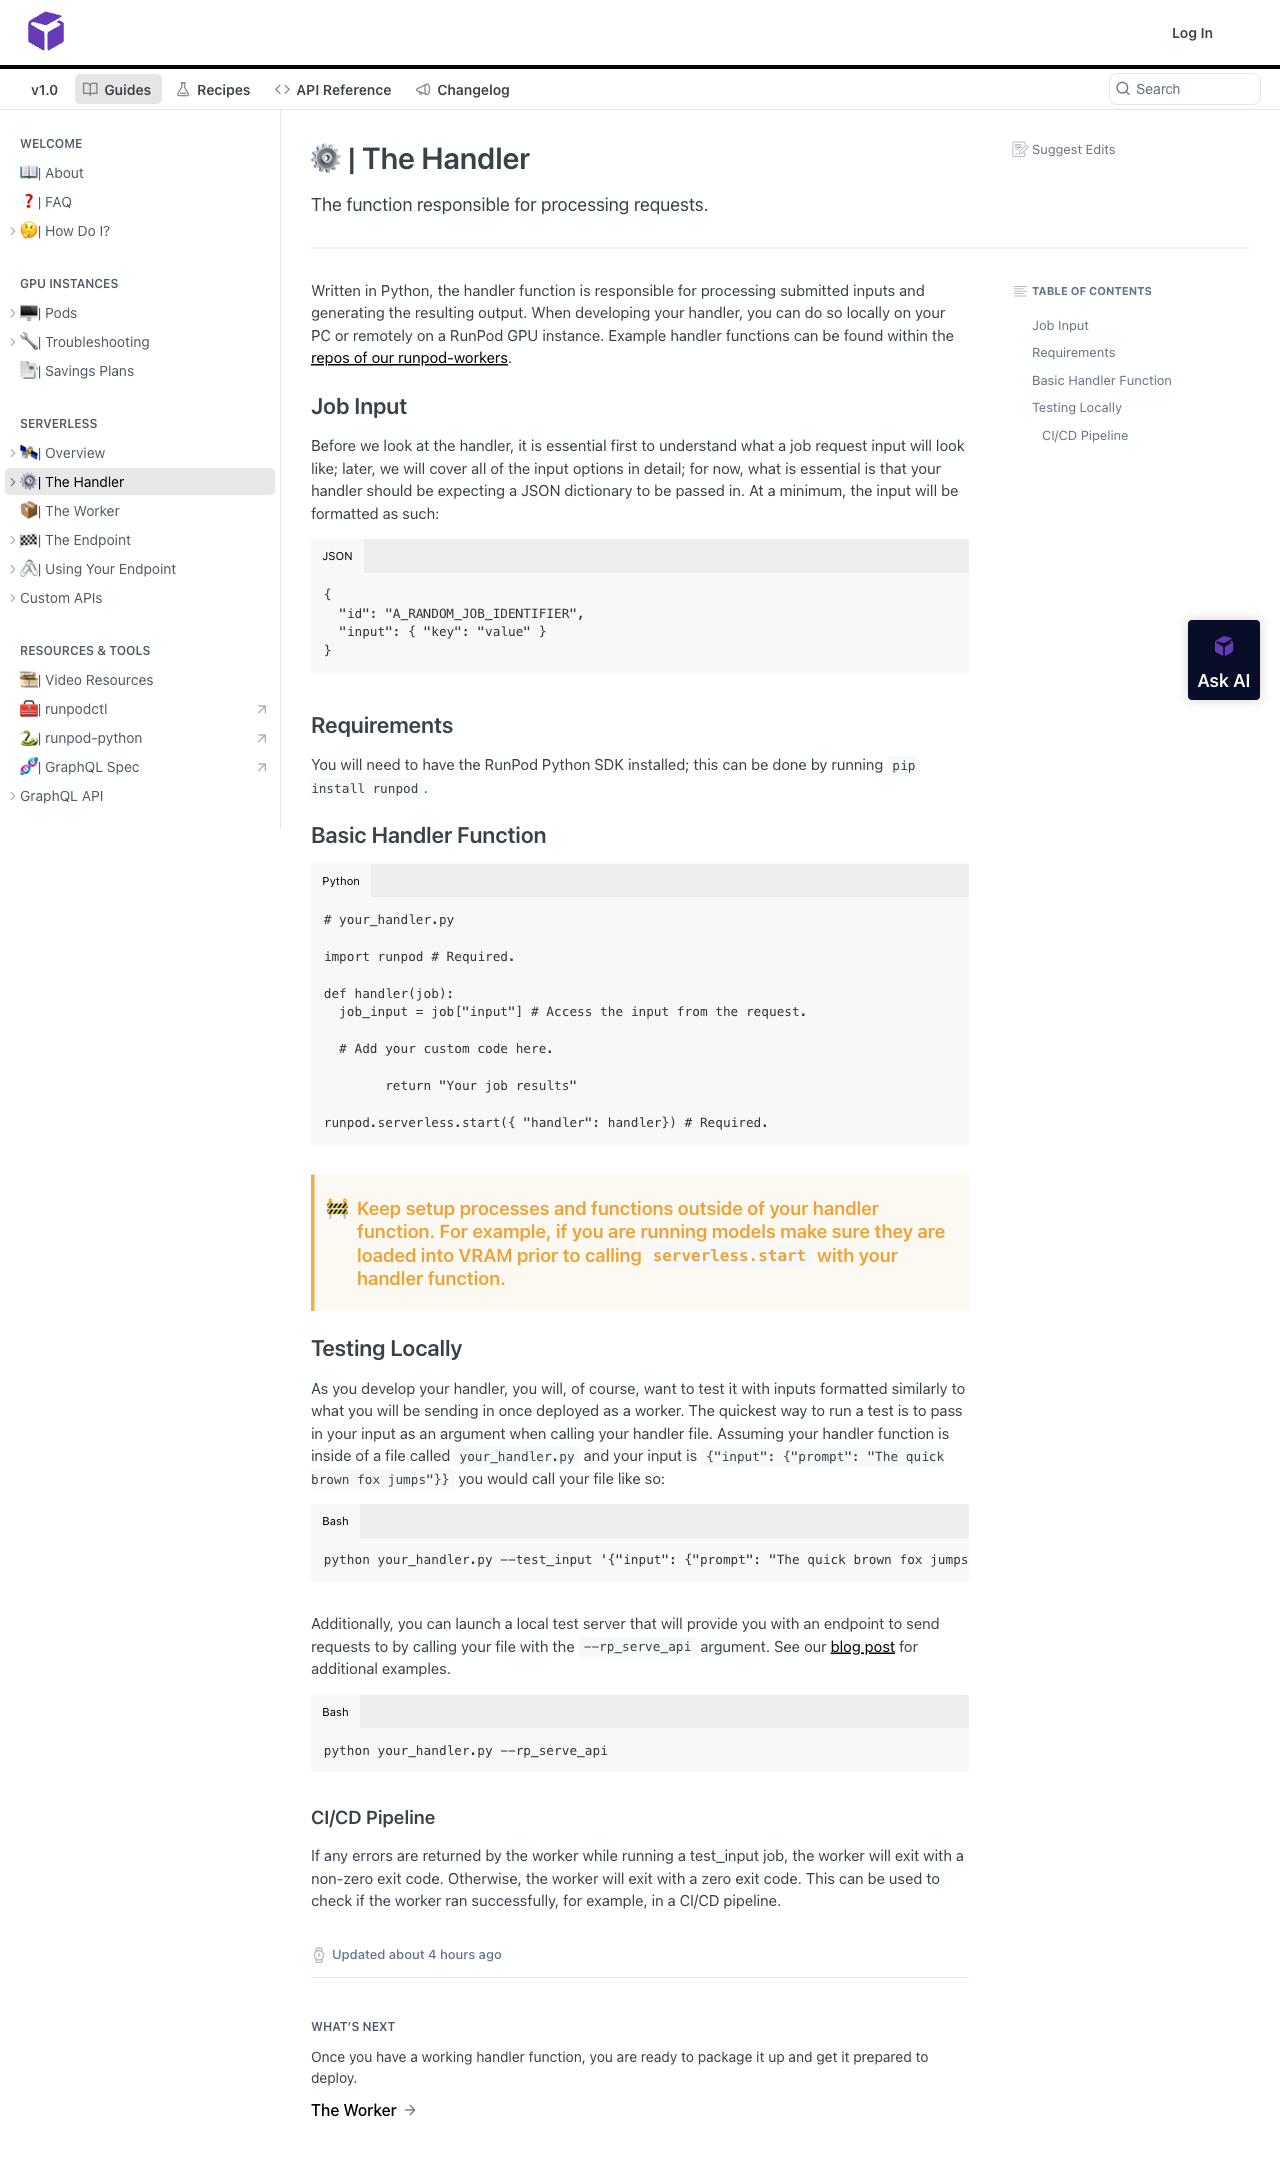 Log In
v1.0 Guides Recipes API Reference Changelog Search
WELCOME
📖| About
❓| FAQ
🤔| How Do I?
GPU INSTANCES
🖥️| Pods
🔧| Troubleshooting
| Savings Plans
SERVERLESS
🛰️| Overview
⚙️| The Handler
📦| The Worker
🏁| The Endpoint
| Using Your Endpoint
Custom APIs
RESOURCES & TOOLS
| Video Resources
🧰| runpodctl
🐍| runpod-python
🧬| GraphQL Spec
GraphQL API
⚙️ | The Handler
Suggest Edits
The function responsible for processing requests.
Written in Python, the handler function is responsible for processing submitted inputs and
generating the resulting output. When developing your handler, you can do so locally on your
PC or remotely on a RunPod GPU instance. Example handler functions can be found within the
repos of our runpod-workers.
TABLE OF CONTENTS
Job Input
Requirements
Basic Handler Function
Testing Locally
CI/CD Pipeline
Job Input
Before we look at the handler, it is essential first to understand what a job request input will look
like; later, we will cover all of the input options in detail; for now, what is essential is that your
handler should be expecting a JSON dictionary to be passed in. At a minimum, the input will be
formatted as such:
JSON
{
  "id": "A_RANDOM_JOB_IDENTIFIER",
  "input": { "key": "value" }
}
Ask AI
Requirements
You will need to have the RunPod Python SDK installed; this can be done by running pip
install runpod.
Basic Handler Function
Python
# your_handler.py
import runpod # Required.
def handler(job):
  job_input = job["input"] # Access the input from the request.
  # Add your custom code here.
        return "Your job results"
runpod.serverless.start({ "handler": handler}) # Required.
🚧 Keep setup processes and functions outside of your handler
function. For example, if you are running models make sure they are
loaded into VRAM prior to calling serverless.start with your
handler function.
Testing Locally
As you develop your handler, you will, of course, want to test it with inputs formatted similarly to
what you will be sending in once deployed as a worker. The quickest way to run a test is to pass
in your input as an argument when calling your handler file. Assuming your handler function is
inside of a file called your_handler.py and your input is {"input": {"prompt": "The quick
brown fox jumps"}} you would call your file like so:
Bash
python your_handler.py --test_input '{"input": {"prompt": "The quick brown fox jumps
Additionally, you can launch a local test server that will provide you with an endpoint to send
requests to by calling your file with the --rp_serve_api argument. See our blog post for
additional examples.
Bash
python your_handler.py --rp_serve_api
CI/CD Pipeline
If any errors are returned by the worker while running a test_input job, the worker will exit with a
non-zero exit code. Otherwise, the worker will exit with a zero exit code. This can be used to
check if the worker ran successfully, for example, in a CI/CD pipeline.
Updated about 4 hours ago
WHAT'S NEXT
Once you have a working handler function, you are ready to package it up and get it prepared to
deploy.
The Worker →